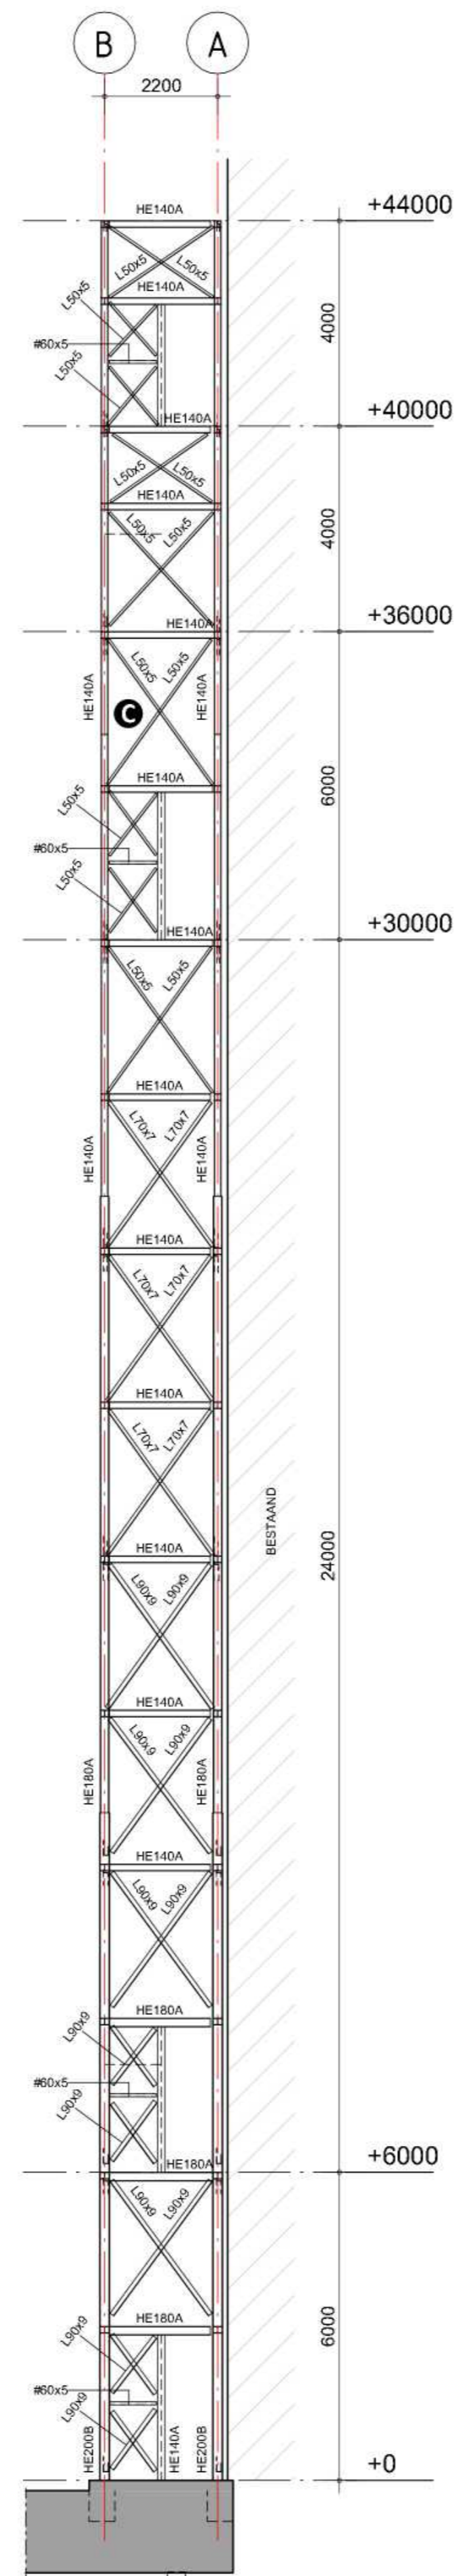 B A
2200
HE140A
+44000
L50x5 L50x5
HE140A
L50x5
4000
#60x5
L50x5
HE140A
+40000
L50x5 L50x5
HE140A
L50x5 L50x5
4000
HE140A
+36000
L50x5 L50x5
HE140A HE140A
C
HE140A
6000
L50x5
#60x5
L50x5
HE140A
+30000
L50x5 L50x5
HE140A
L70x7 L70x7
HE140A HE140A
HE140A
L70x7 L70x7
HE140A
L70x7 L70x7
BESTAAND
24000
HE140A
L90x9 L90x9
HE140A
L90x9 L90x9
HE180A HE180A
HE140A
L90x9 L90x9
HE180A
L90x9
#60x5
L90x9
HE180A
+6000
L90x9 L90x9
HE180A
6000
L90x9
#60x5
L90x9
HE200B HE140A HE200B
+0